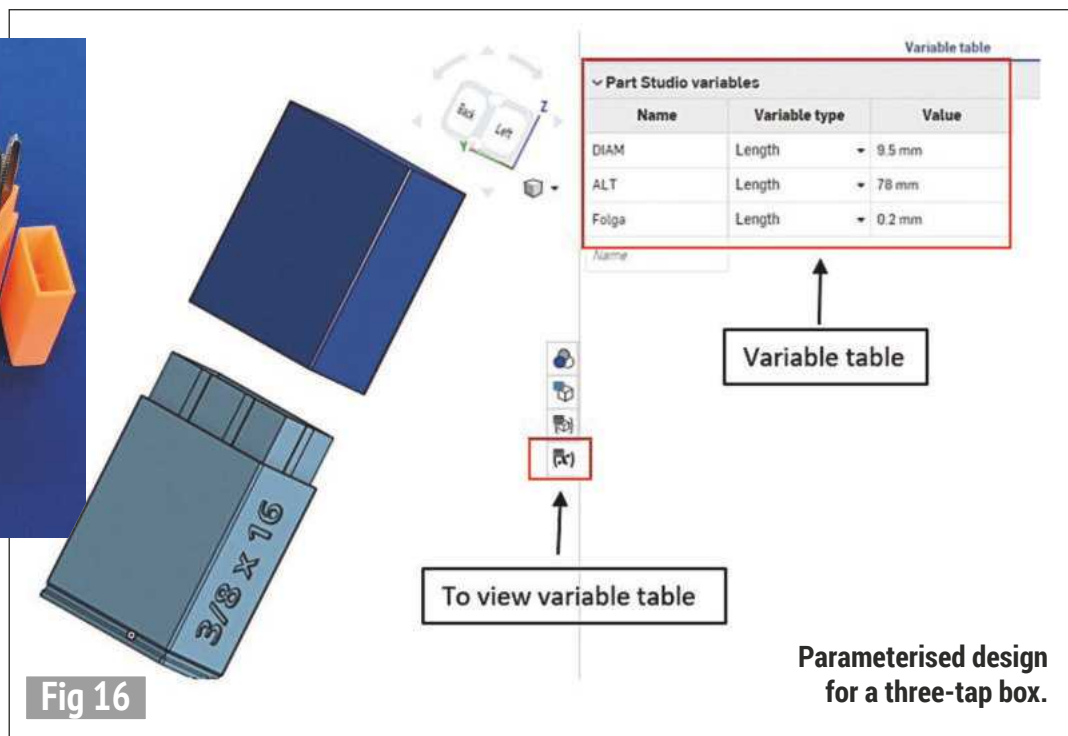 Variable table
Part Studio variables
Name Variable type Value
DIAM Length 9.5 mm
ALT Length 78 mm
Folga Length 0.2 mm
Name
Back
Left
Z
Y
Variable table
(x)
3/8 X 16
To view variable table
Parameterised design
for a three-tap box.
Fig 16